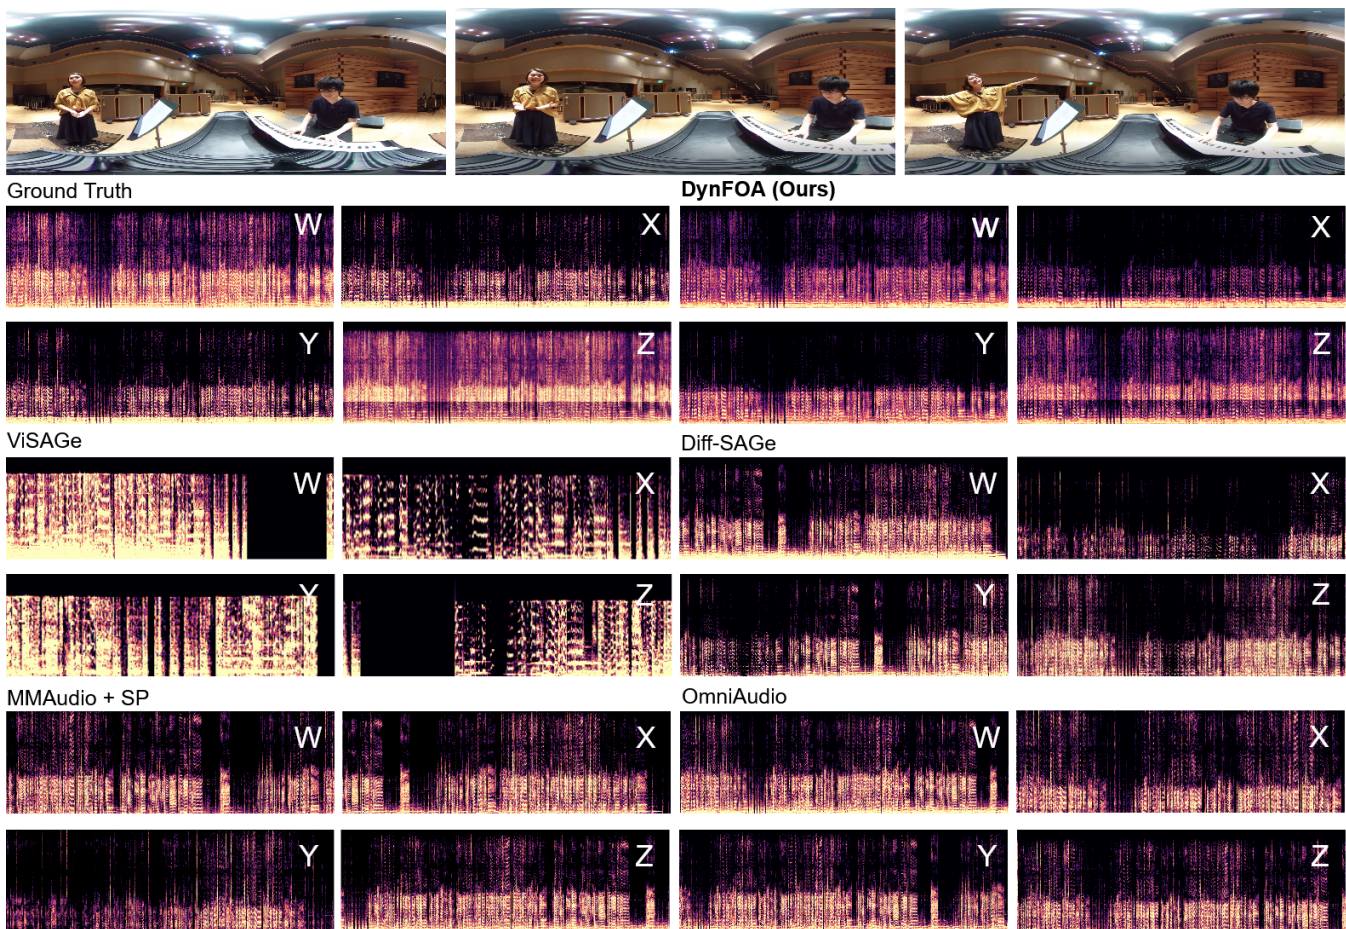 Ground Truth
DynFOA (Ours)
W
X
W
X
Y
Z
Y
Z
ViSAGe
Diff-SAGe
W
X
W
X
Y
Z
Y
Z
MMAudio + SP
OmniAudio
W
X
W
X
Y
Z
Y
Z